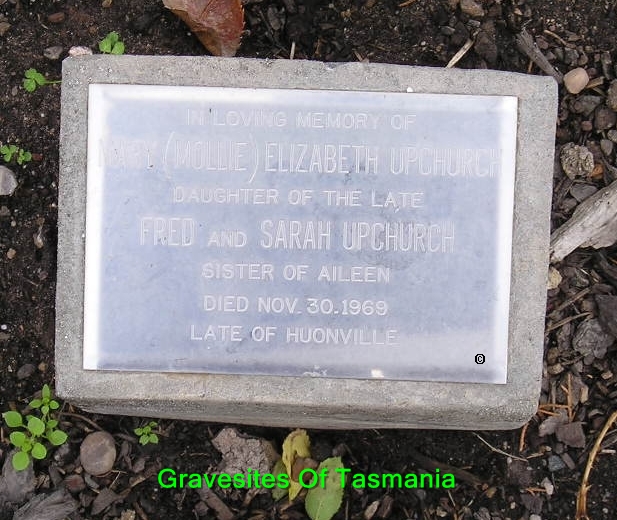 IN LOVING MEMORY OF
MARY (MOLLIE) ELIZABETH UPCHURCH
DAUGHTER OF THE LATE
FRED AND SARAH UPCHURCH
SISTER OF AILEEN
DIED NOV. 30. 1969
LATE OF HUONVILLE
©
Gravesites Of Tasmania